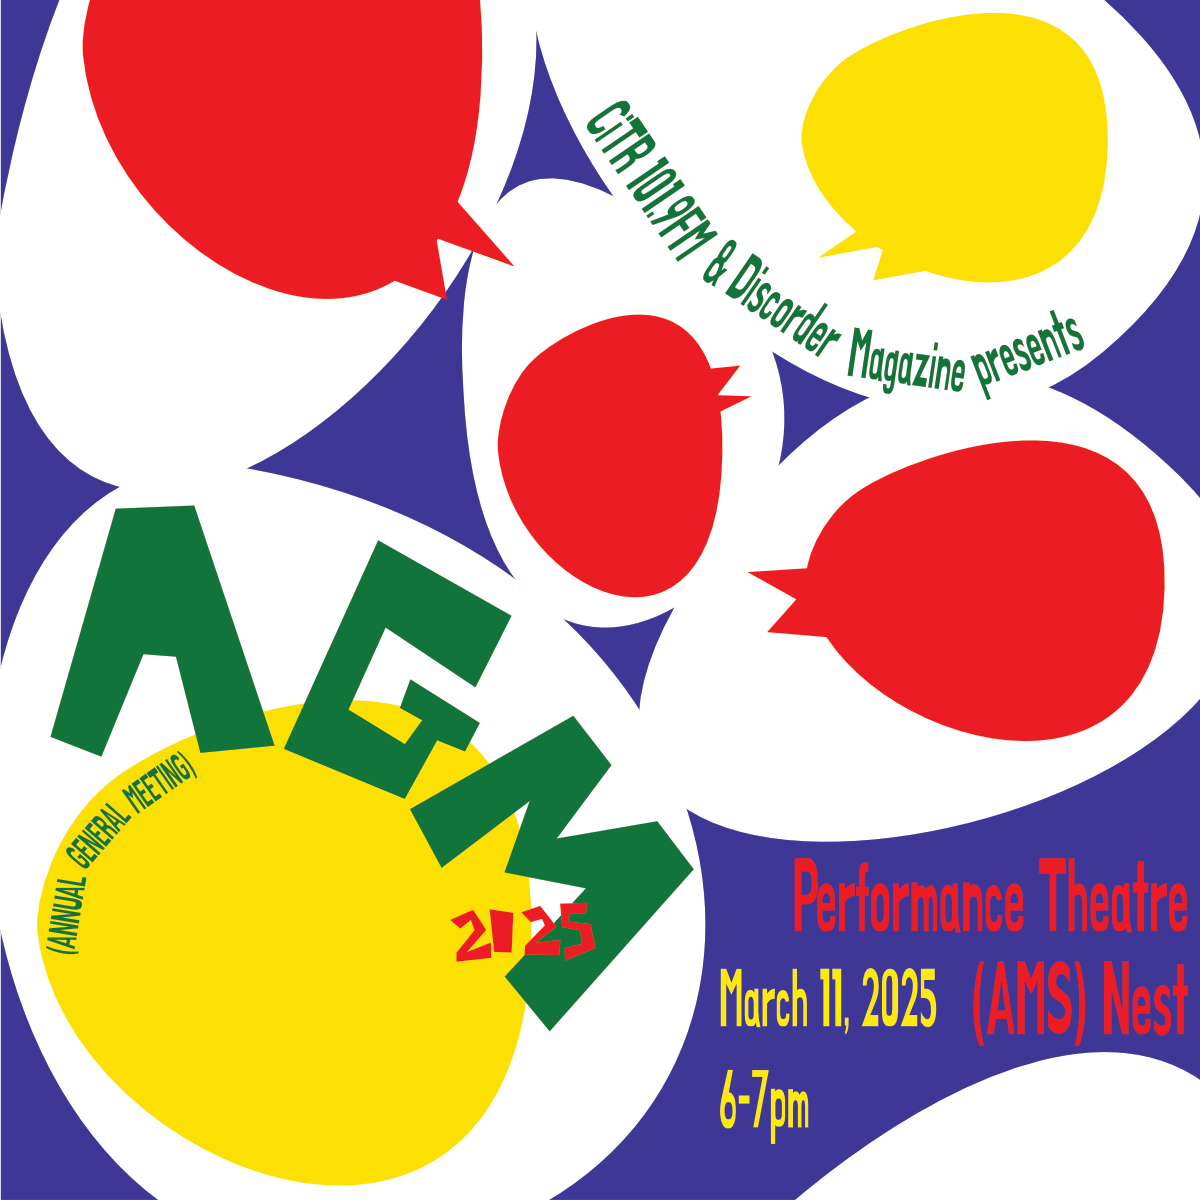 CiTR 101.9FM & Discorder Magazine presents
AGM
(ANNUAL GENERAL MEETING)
2025
Performance Theatre
(AMS) Nest
March 11, 2025
6-7pm